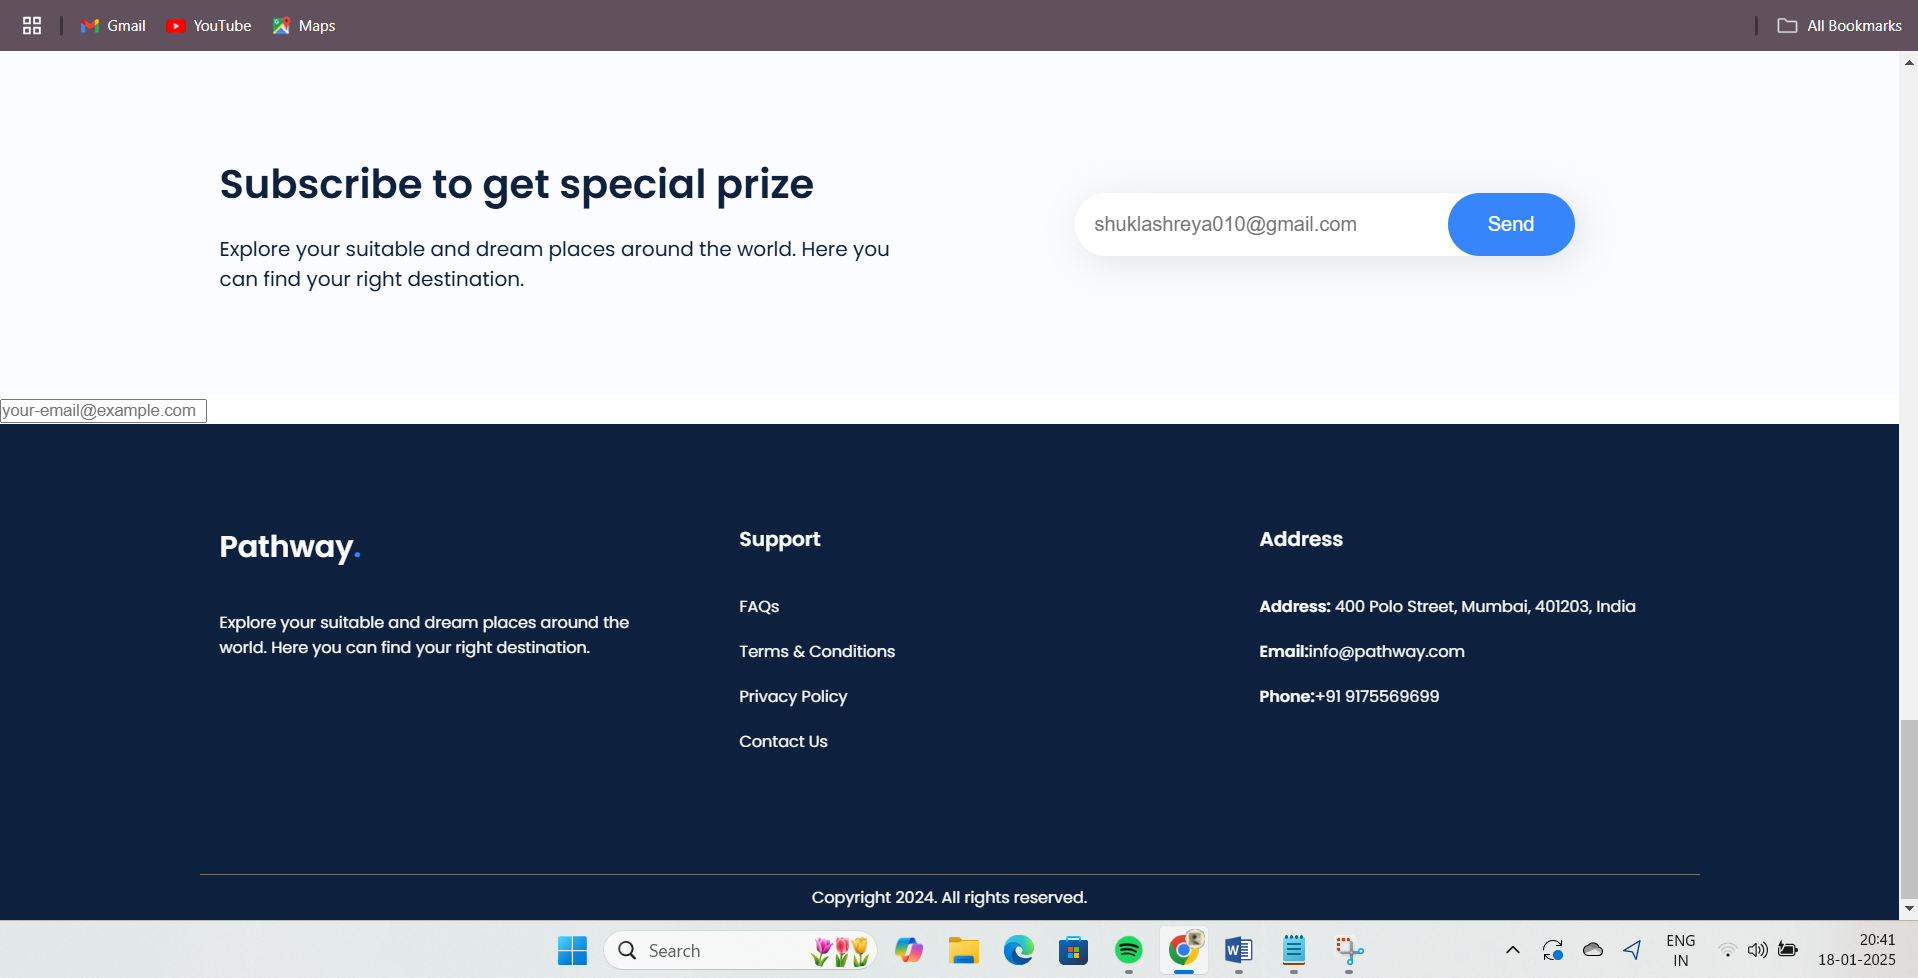 Gmail
YouTube
Maps
All Bookmarks
Subscribe to get special prize
Explore your suitable and dream places around the world. Here you
can find your right destination.
shuklashreya010@gmail.com
Send
your-email@example.com
Pathway.
Explore your suitable and dream places around the
world. Here you can find your right destination.
Support
FAQs
Terms & Conditions
Privacy Policy
Contact Us
Address
Address: 400 Polo Street, Mumbai, 401203, India
Email:info@pathway.com
Phone:+91 9175569699
Copyright 2024. All rights reserved.
Search
W
ENG
IN
20:41
18-01-2025